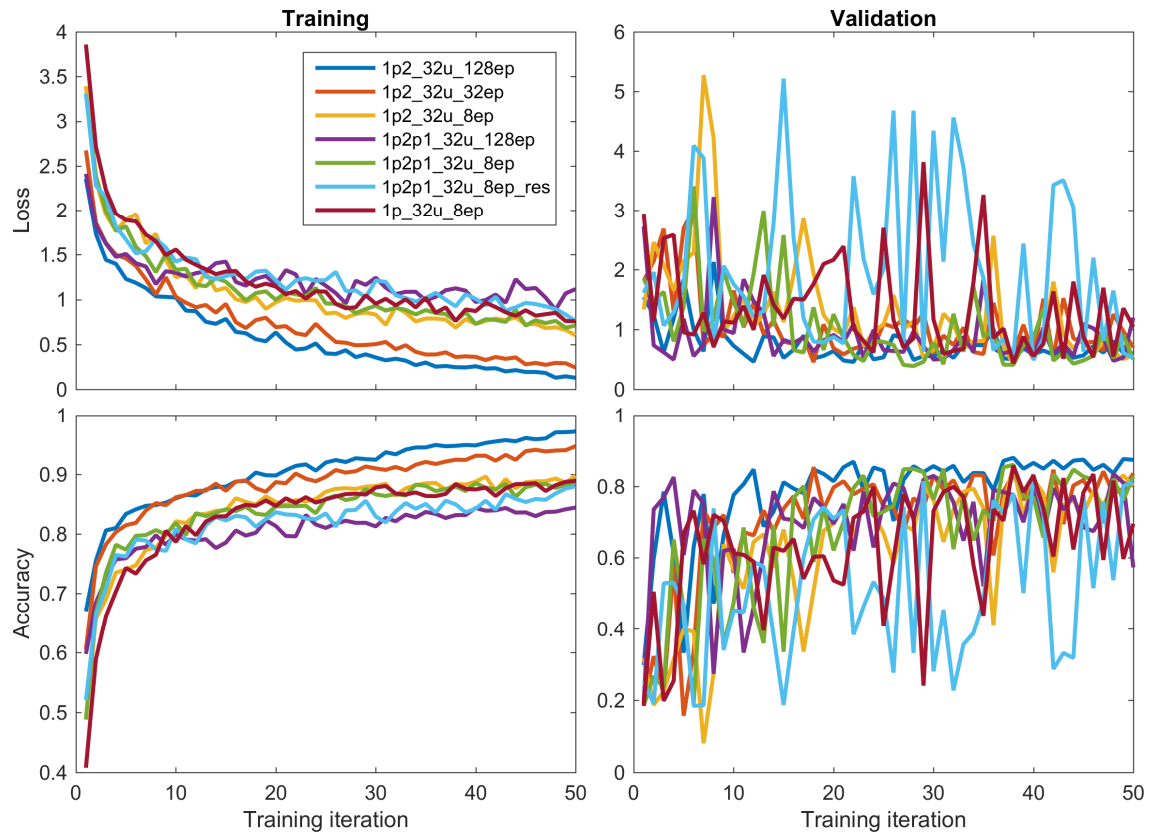 Training
Validation
4
3.5
3
2.5
2
1.5
1
0.5
0
Loss
1p2_32u_128ep
1p2_32u_32ep
1p2_32u_8ep
1p2p1_32u_128ep
1p2p1_32u_8ep
1p2p1_32u_8ep_res
1p_32u_8ep
6
5
4
3
2
1
0
1
0.9
0.8
0.7
0.6
0.5
0.4
Accuracy
0 10 20 30 40 50
Training iteration
1
0.8
0.6
0.4
0.2
0
0 10 20 30 40 50
Training iteration